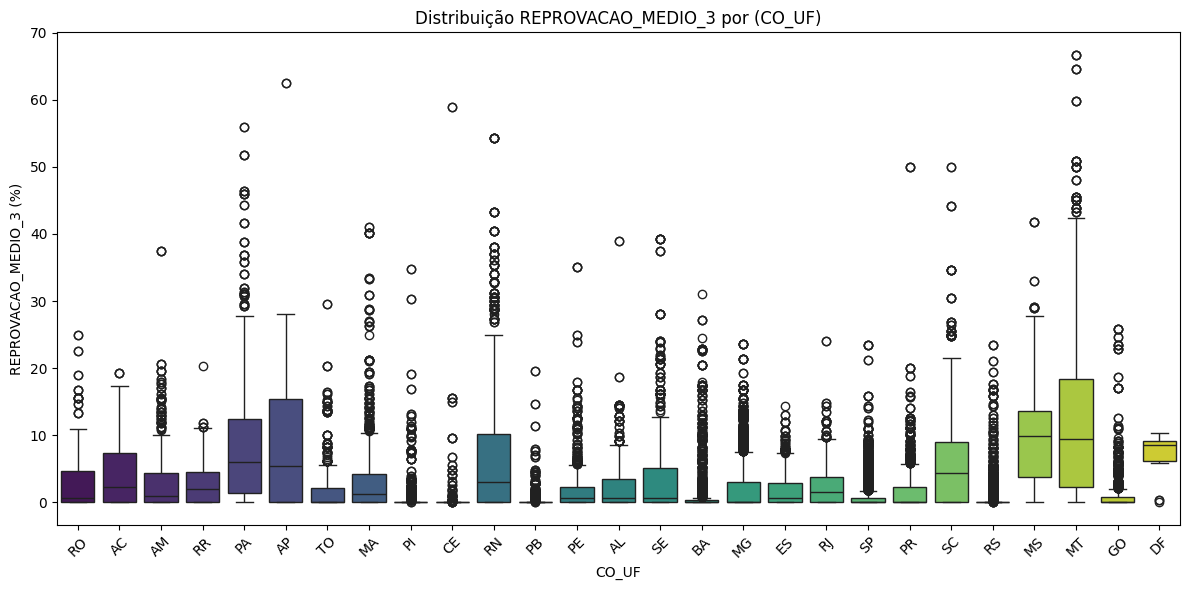 Distribuição REPROVACAO_MEDIO_3 por (CO_UF)
REPROVACAO_MEDIO_3 (%)
70
60
50
40
30
20
10
0
RO AC AM RR PA AP TO MA PI CE RN PB PE AL SE BA MG ES RJ SP PR SC RS MS MT GO DF
CO_UF